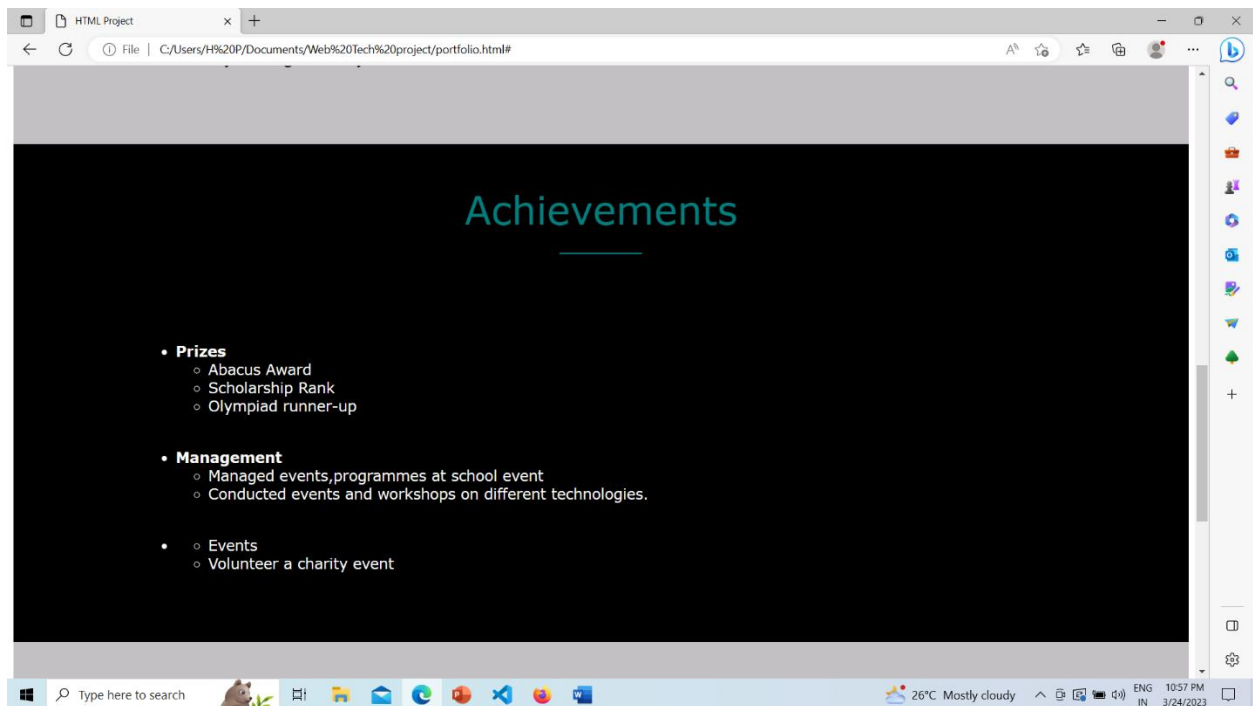 HTML Project
File | C:/Users/H%20P/Documents/Web%20Tech%20project/portfolio.html#
Achievements
• Prizes
○ Abacus Award
○ Scholarship Rank
○ Olympiad runner-up
• Management
○ Managed events,programmes at school event
○ Conducted events and workshops on different technologies.
• ○ Events
○ Volunteer a charity event
Type here to search
26°C Mostly cloudy
ENG
IN
10:57 PM
3/24/2023